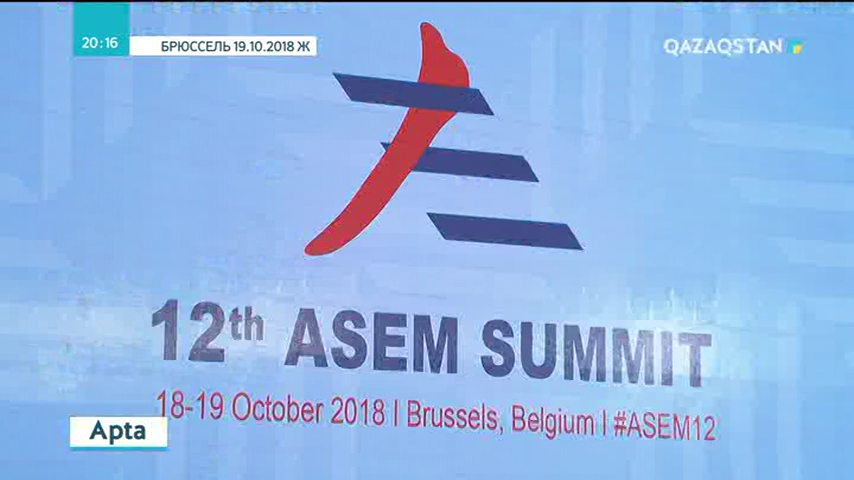 20:16
БРЮССЕЛЬ 19.10.2018 Ж
QAZAQSTAN
12th ASEM SUMMIT
18-19 October 2018 | Brussels, Belgium | #ASEM12
Apta